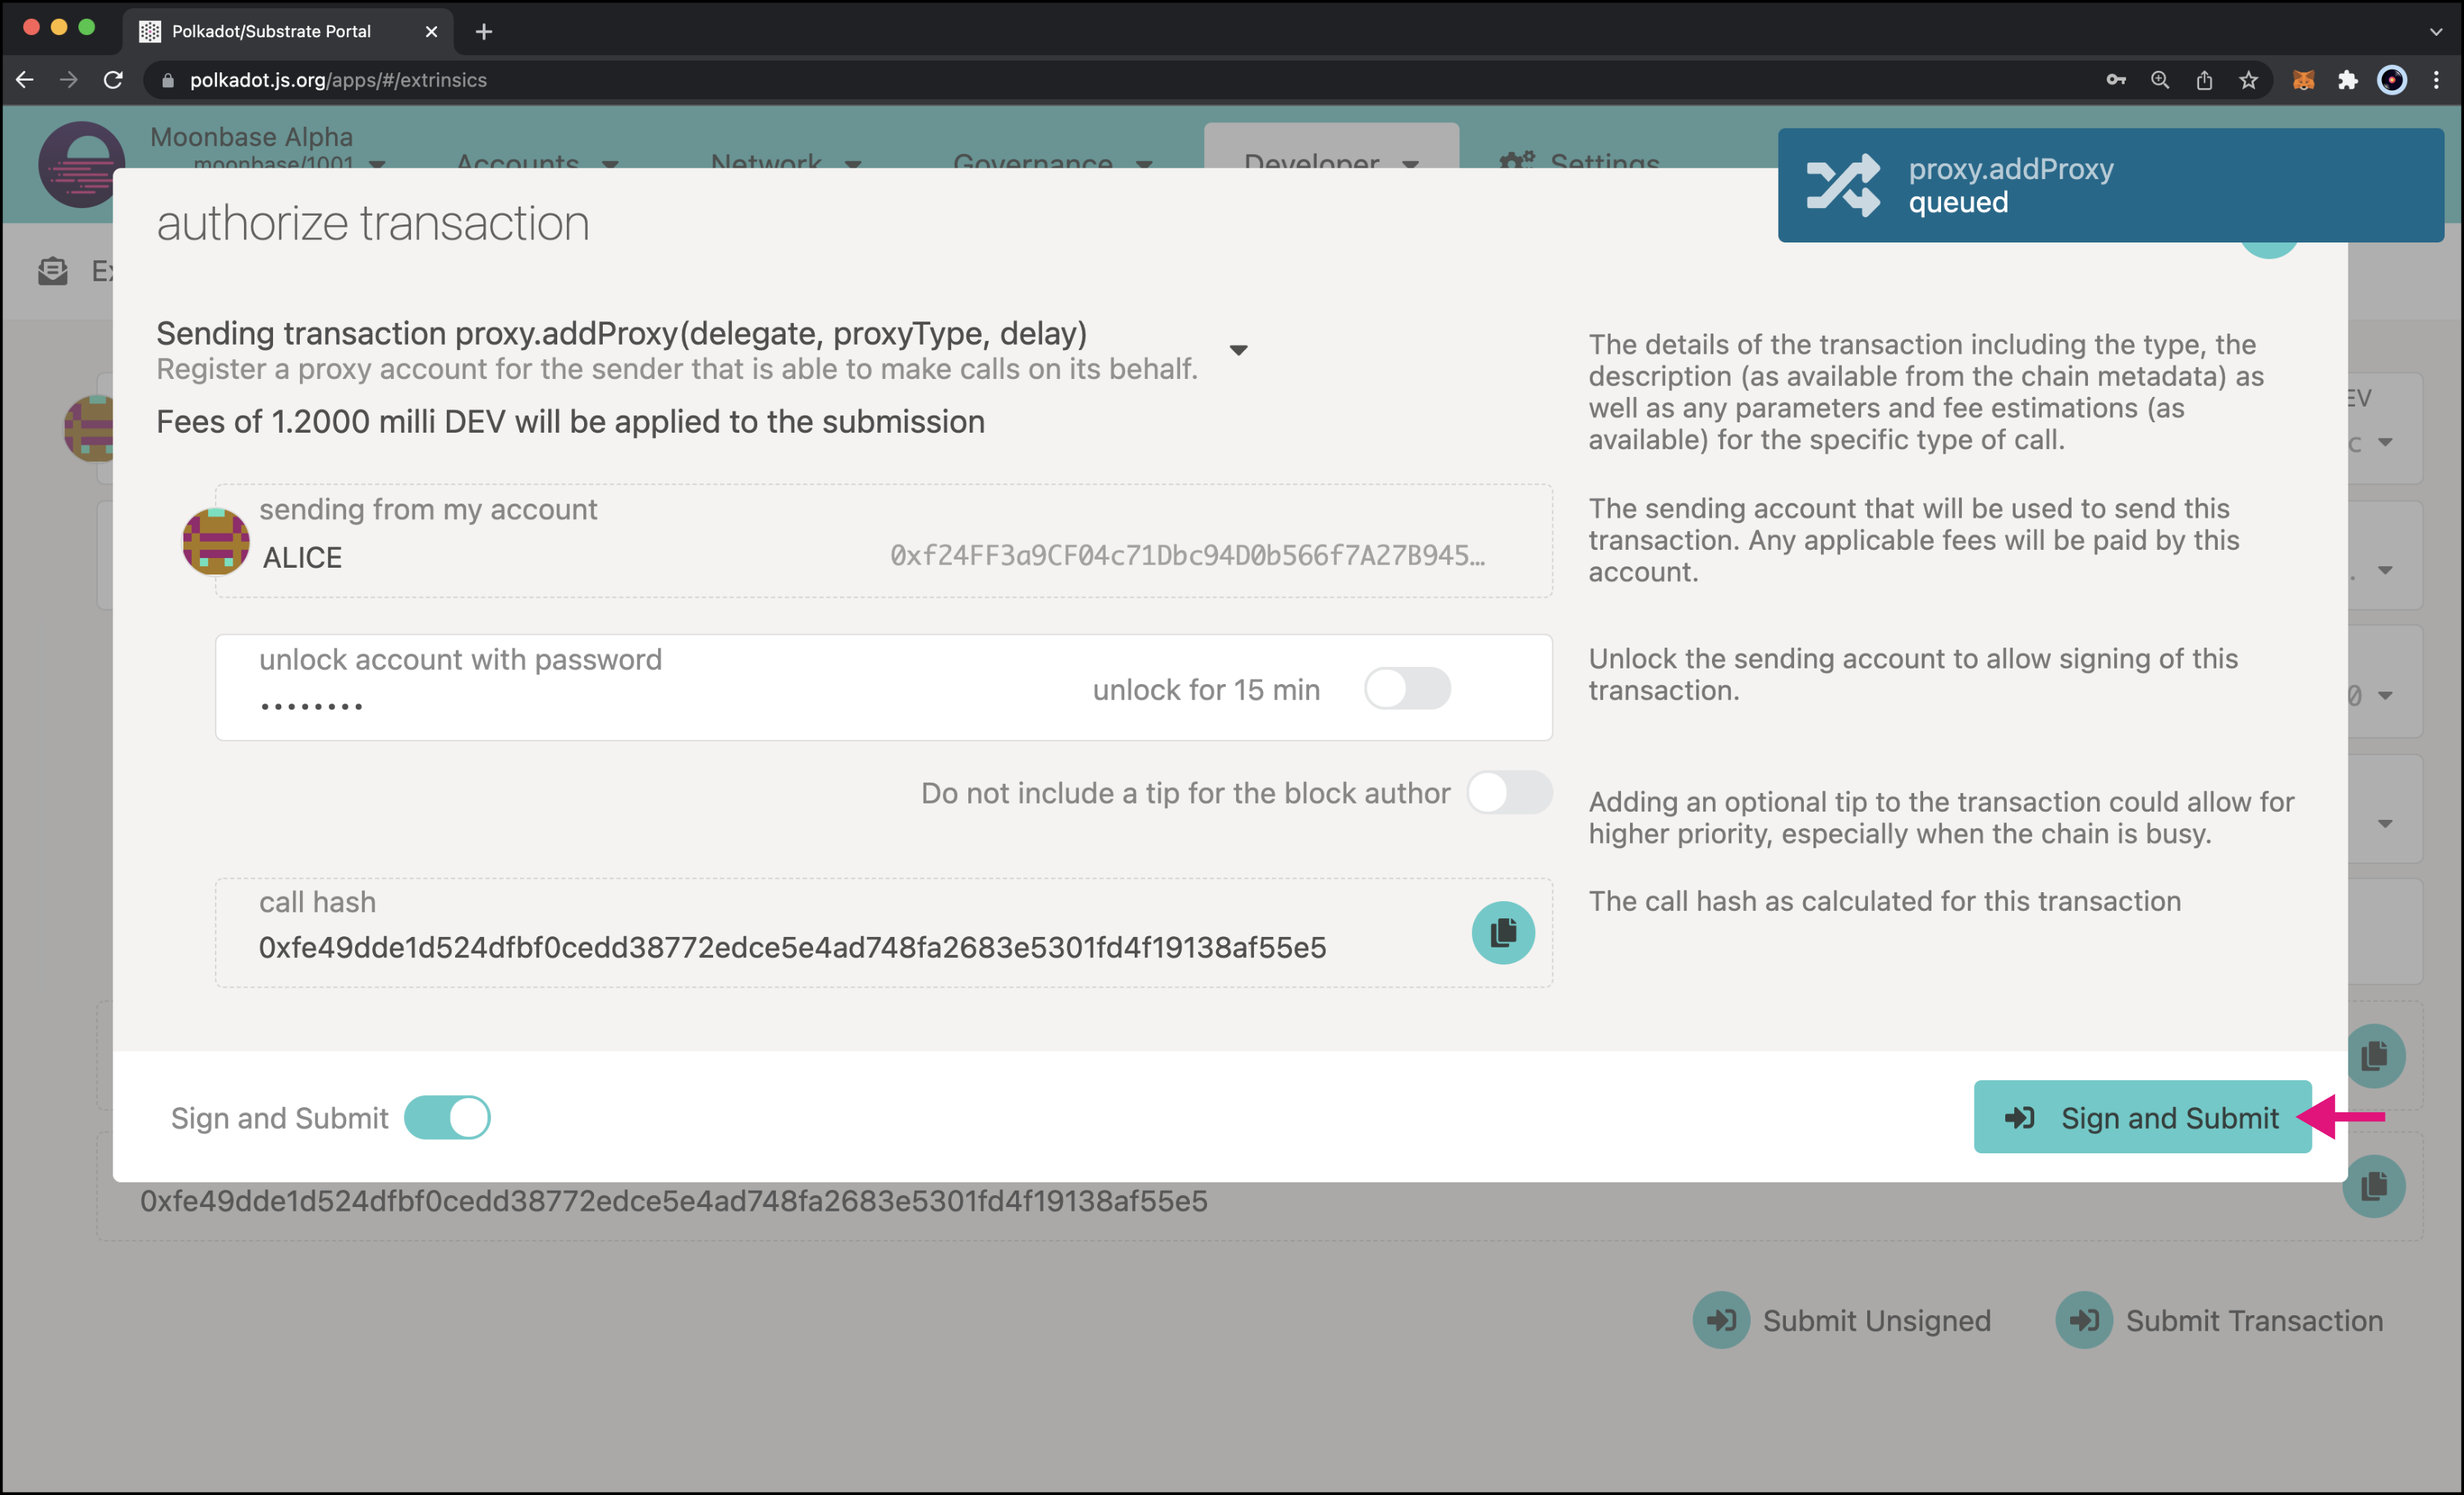 Polkadot/Substrate Portal
polkadot.js.org/apps/#/extrinsics
Moonbase Alpha
moonbase/1001
Accounts
Network
Governance
Developer
Settings
proxy.addProxy
queued
authorize transaction
Sending transaction proxy.addProxy(delegate, proxyType, delay)
Register a proxy account for the sender that is able to make calls on its behalf.
Fees of 1.2000 milli DEV will be applied to the submission
The details of the transaction including the type, the
description (as available from the chain metadata) as
well as any parameters and fee estimations (as
available) for the specific type of call.
sending from my account
ALICE
0xf24FF3a9CF04c71Dbc94D0b566f7A27B945…
The sending account that will be used to send this
transaction. Any applicable fees will be paid by this
account.
unlock account with password
unlock for 15 min
Unlock the sending account to allow signing of this
transaction.
Do not include a tip for the block author
Adding an optional tip to the transaction could allow for
higher priority, especially when the chain is busy.
call hash
0xfe49dde1d524dfbf0cedd38772edce5e4ad748fa2683e5301fd4f19138af55e5
The call hash as calculated for this transaction
Sign and Submit
Sign and Submit
0xfe49dde1d524dfbf0cedd38772edce5e4ad748fa2683e5301fd4f19138af55e5
Submit Unsigned
Submit Transaction